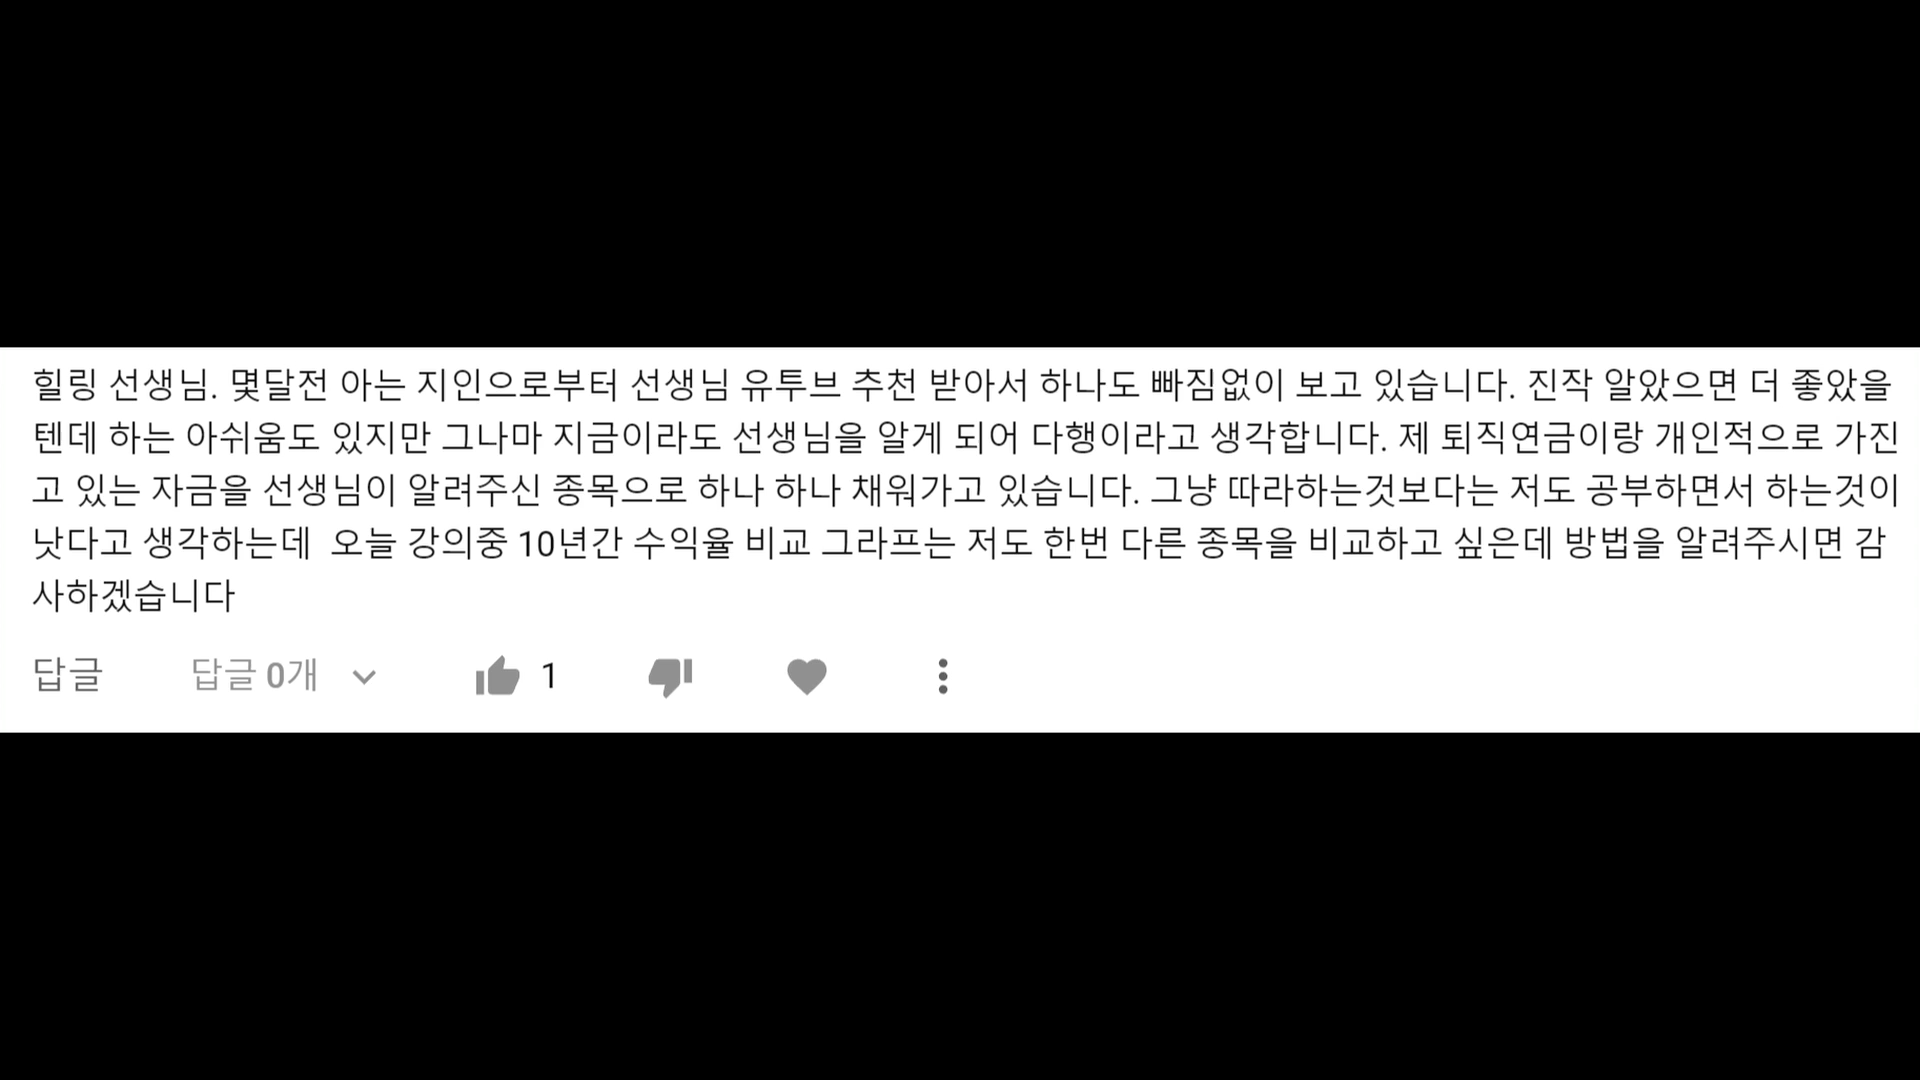 힐링 선생님. 몇달전 아는 지인으로부터 선생님 유투브 추천 받아서 하나도 빠짐없이 보고 있습니다. 진작 알았으면 더 좋았을
텐데 하는 아쉬움도 있지만 그나마 지금이라도 선생님을 알게 되어 다행이라고 생각합니다. 제 퇴직연금이랑 개인적으로 가진
고 있는 자금을 선생님이 알려주신 종목으로 하나 하나 채워가고 있습니다. 그냥 따라하는것보다는 저도 공부하면서 하는것이
낫다고 생각하는데  오늘 강의중 10년간 수익율 비교 그라프는 저도 한번 다른 종목을 비교하고 싶은데 방법을 알려주시면 감
사하겠습니다
답글 답글 0개 1